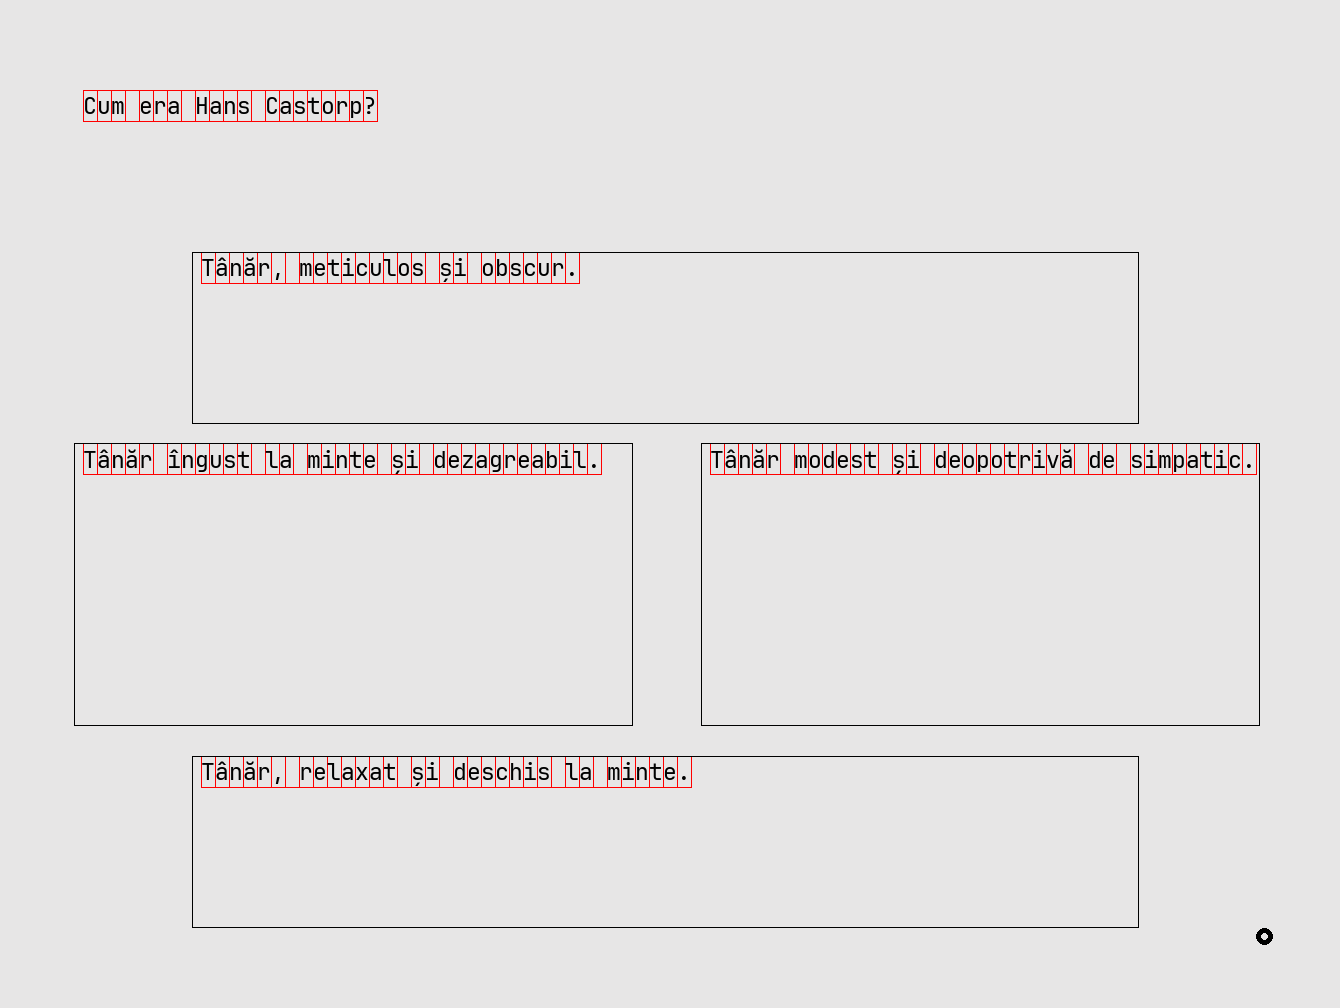 Cum era Hans Castorp?
Tânăr, meticulos și obscur.
Tânăr îngust la minte și dezagreabil.
Tânăr modest și deopotrivă de simpatic.
Tânăr, relaxat și deschis la minte.